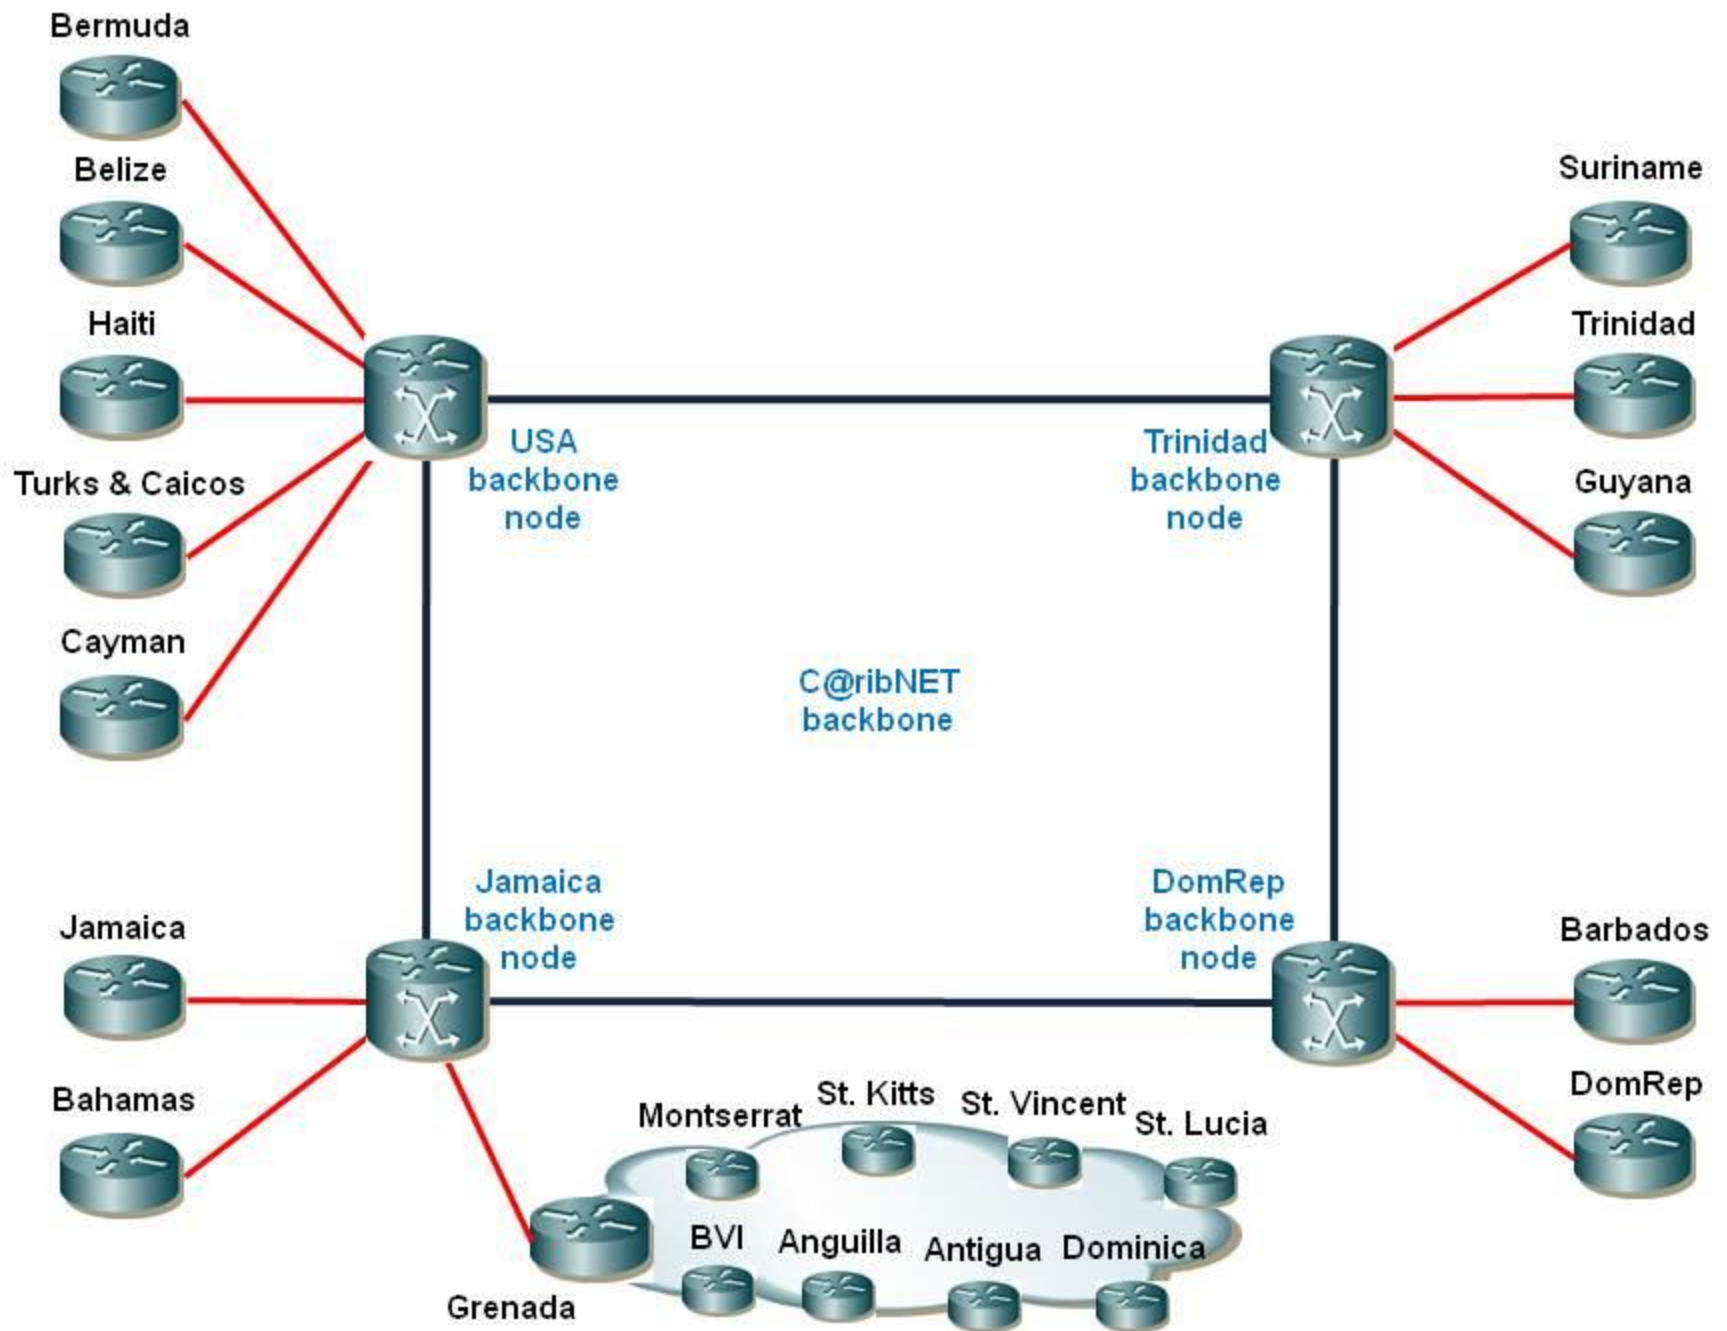 Bermuda
Belize
Suriname
Haiti
Trinidad
USA
backbone
node
Trinidad
backbone
node
Turks & Caicos
Guyana
Cayman
C@ribNET
backbone
Jamaica
backbone
node
DomRep
backbone
node
Jamaica
Barbados
Bahamas
DomRep
Montserrat
St. Kitts
St. Vincent
St. Lucia
BVI
Anguilla
Antigua
Dominica
Grenada